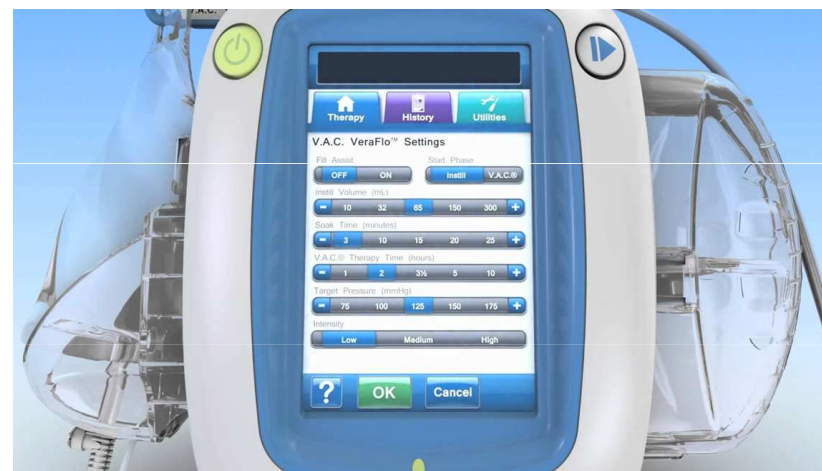 V.A.C.
Therapy History Utilities
V.A.C. VeraFlo™ Settings
Fill Assist Start Phase
OFF ON Instill V.A.C.®
Instill Volume (mL)
- 10 32 65 150 300 +
Soak Time (minutes)
- 3 10 15 20 25 +
V.A.C.® Therapy Time (hours)
- 1 2 3½ 5 10 +
Target Pressure (mmHg)
- 75 100 125 150 175 +
Intensity
Low Medium High
? OK Cancel